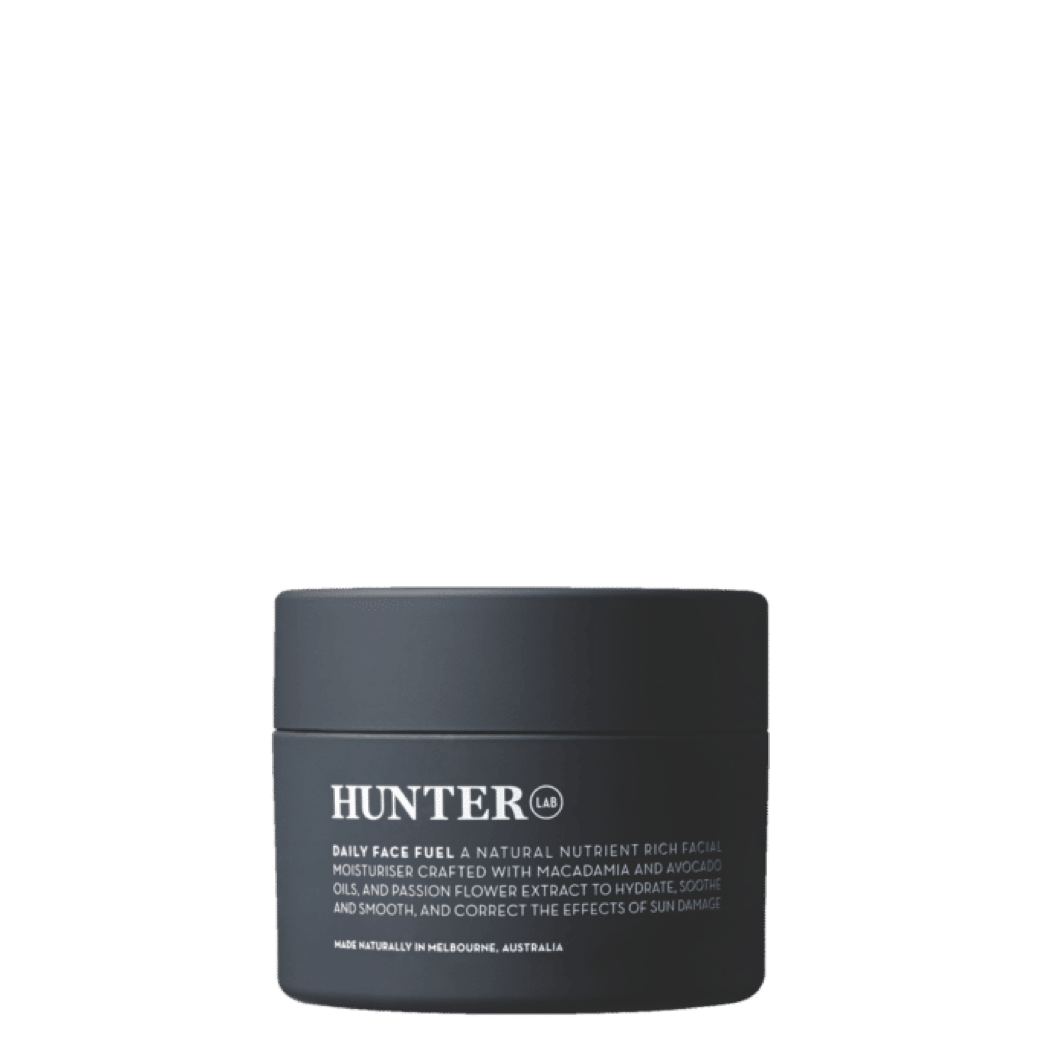 HUNTER LAB
DAILY FACE FUEL A NATURAL NUTRIENT RICH FACIAL
MOISTURISER CRAFTED WITH MACADAMIA AND AVOCADO
OILS, AND PASSION FLOWER EXTRACT TO HYDRATE, SOOTHE
AND SMOOTH, AND CORRECT THE EFFECTS OF SUN DAMAGE
MADE NATURALLY IN MELBOURNE, AUSTRALIA